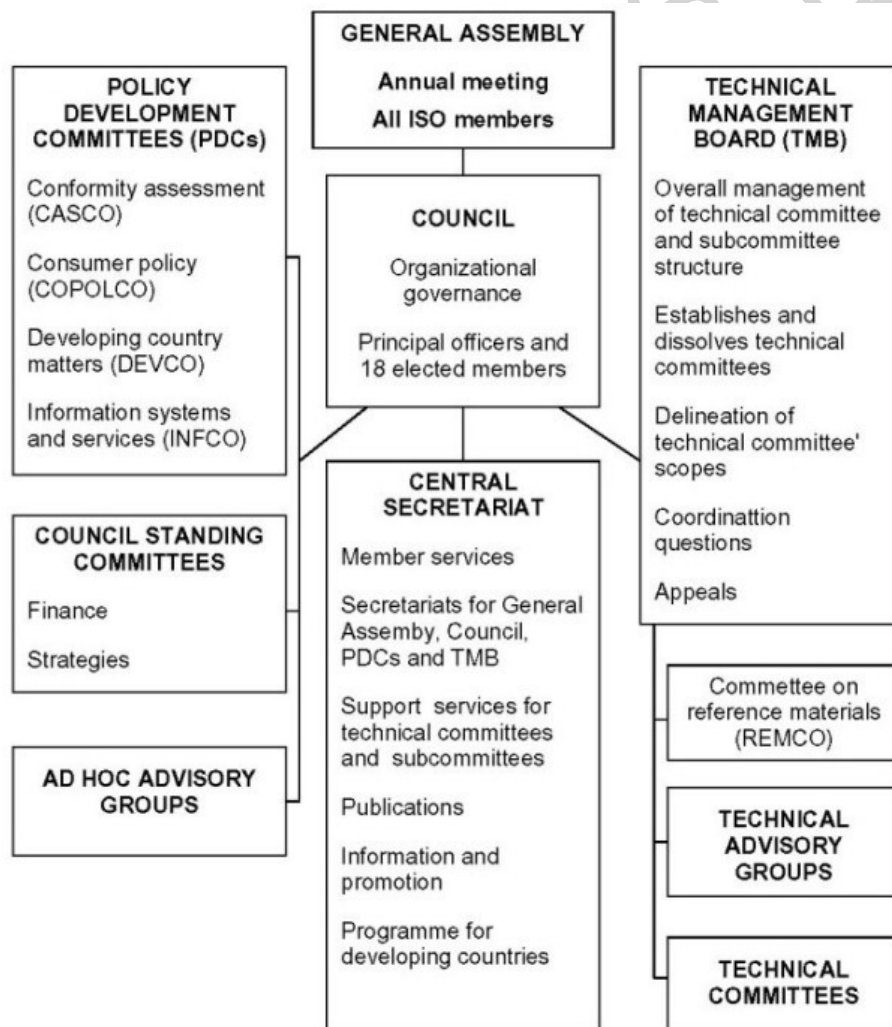 GENERAL ASSEMBLY
Annual meeting
All ISO members
POLICY
DEVELOPMENT
COMMITTEES (PDCs)
Conformity assessment
(CASCO)
Consumer policy
(COPOLCO)
Developing country
matters (DEVCO)
Information systems
and services (INFCO)
COUNCIL
Organizational
governance
Principal officers and
18 elected members
TECHNICAL
MANAGEMENT
BOARD (TMB)
Overall management
of technical committee
and subcommittee
structure
Establishes and
dissolves technical
committees
Delineation of
technical committee'
scopes
Coordinattion
questions
Appeals
COUNCIL STANDING
COMMITTEES
Finance
Strategies
AD HOC ADVISORY
GROUPS
CENTRAL
SECRETARIAT
Member services
Secretariats for General
Assemby, Council,
PDCs and TMB
Support services for
technical committees
and subcommittees
Publications
Information and
promotion
Programme for
developing countries
Commettee on
reference materials
(REMCO)
TECHNICAL
ADVISORY
GROUPS
TECHNICAL
COMMITTEES